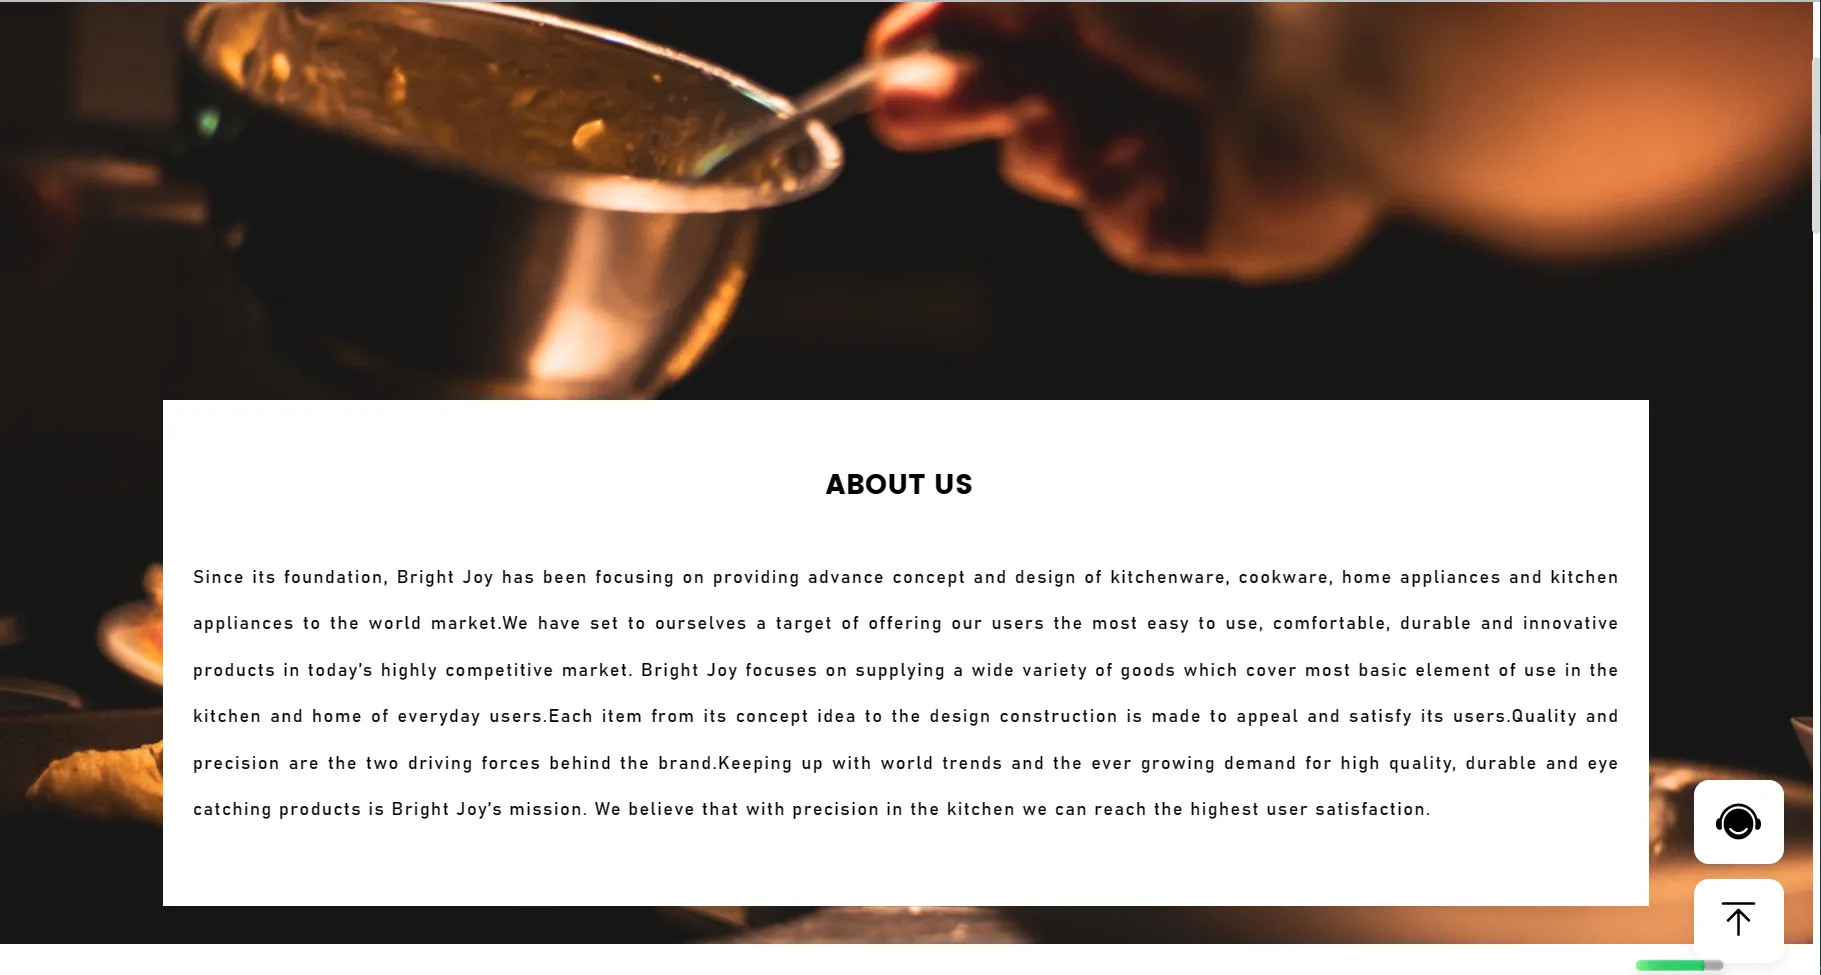 ABOUT US
Since its foundation, Bright Joy has been focusing on providing advance concept and design of kitchenware, cookware, home appliances and kitchen
appliances to the world market.We have set to ourselves a target of offering our users the most easy to use, comfortable, durable and innovative
products in today's highly competitive market. Bright Joy focuses on supplying a wide variety of goods which cover most basic element of use in the
kitchen and home of everyday users.Each item from its concept idea to the design construction is made to appeal and satisfy its users.Quality and
precision are the two driving forces behind the brand.Keeping up with world trends and the ever growing demand for high quality, durable and eye
catching products is Bright Joy's mission. We believe that with precision in the kitchen we can reach the highest user satisfaction.